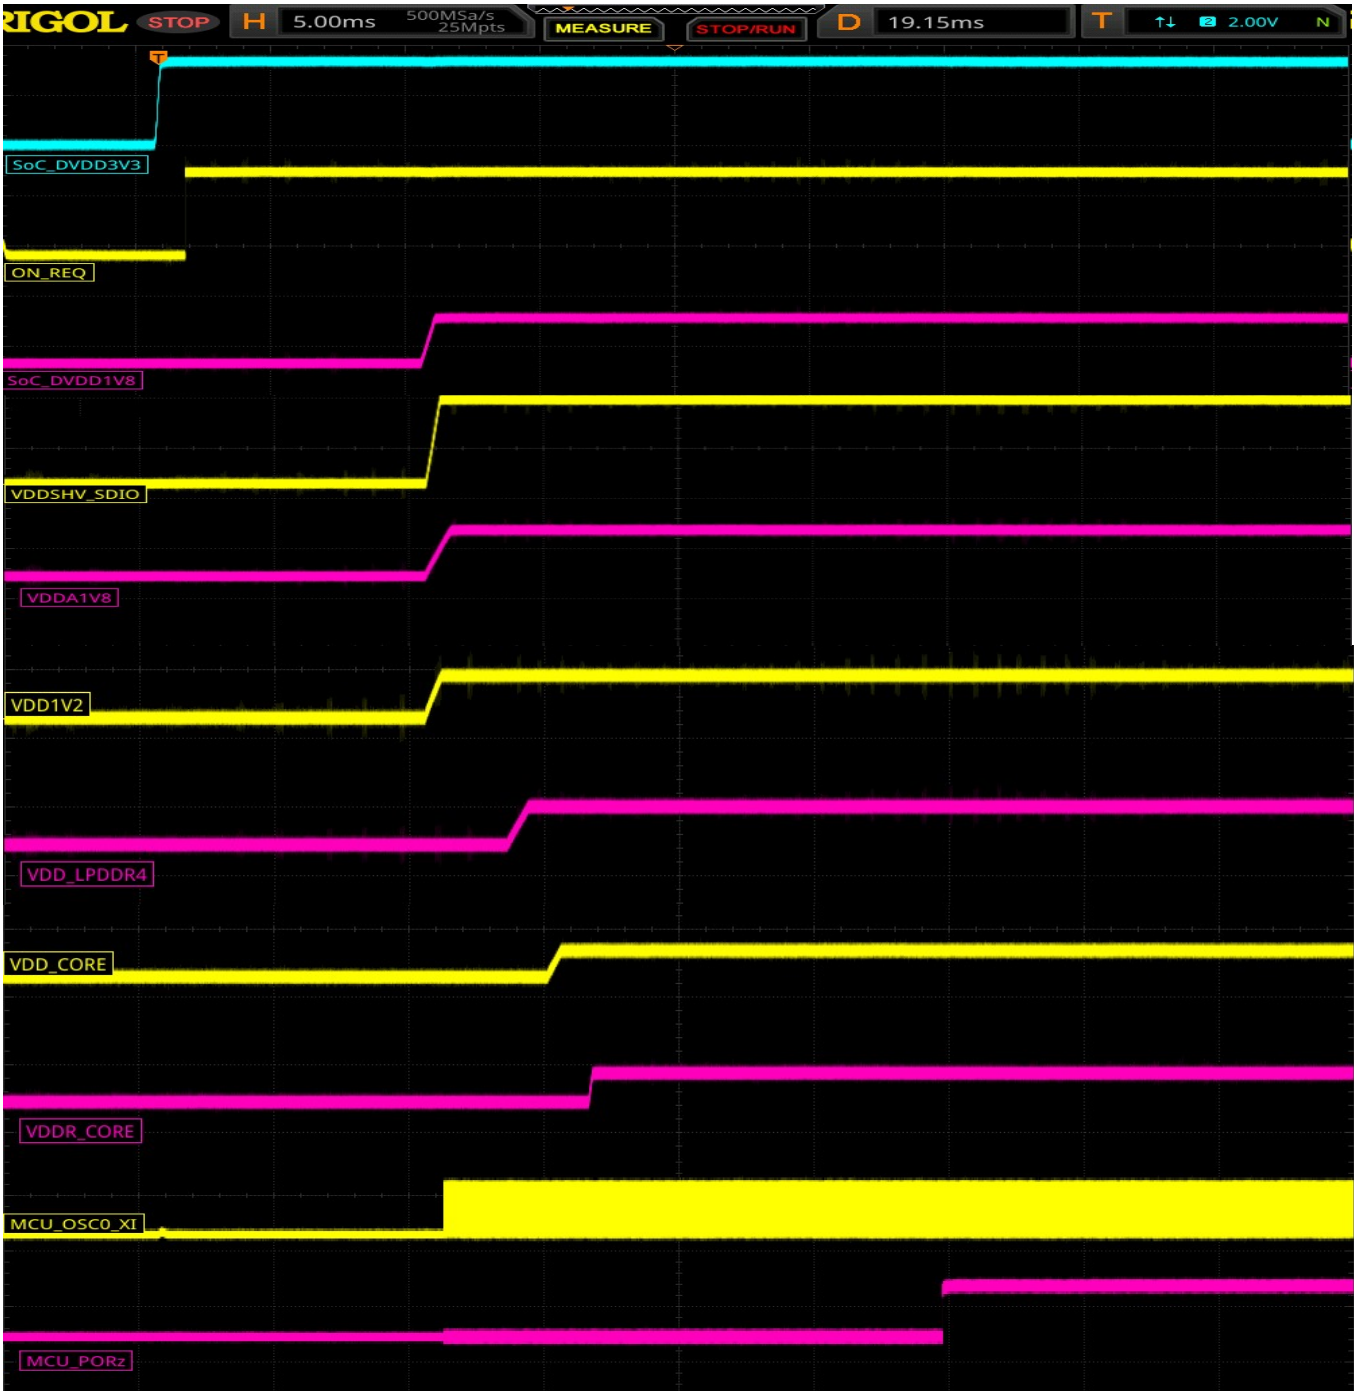 RIGOL STOP H 5.00ms 500MSa/s 25Mpts MEASURE STOP/RUN D 19.15ms T 2 2.00V N
T
SoC_DVDD3V3
ON_REQ
SoC_DVDD1V8
VDDSHV_SDIO
VDDA1V8
VDD1V2
VDD_LPDDR4
VDD_CORE
VDDR_CORE
MCU_OSC0_XI
MCU_PORz